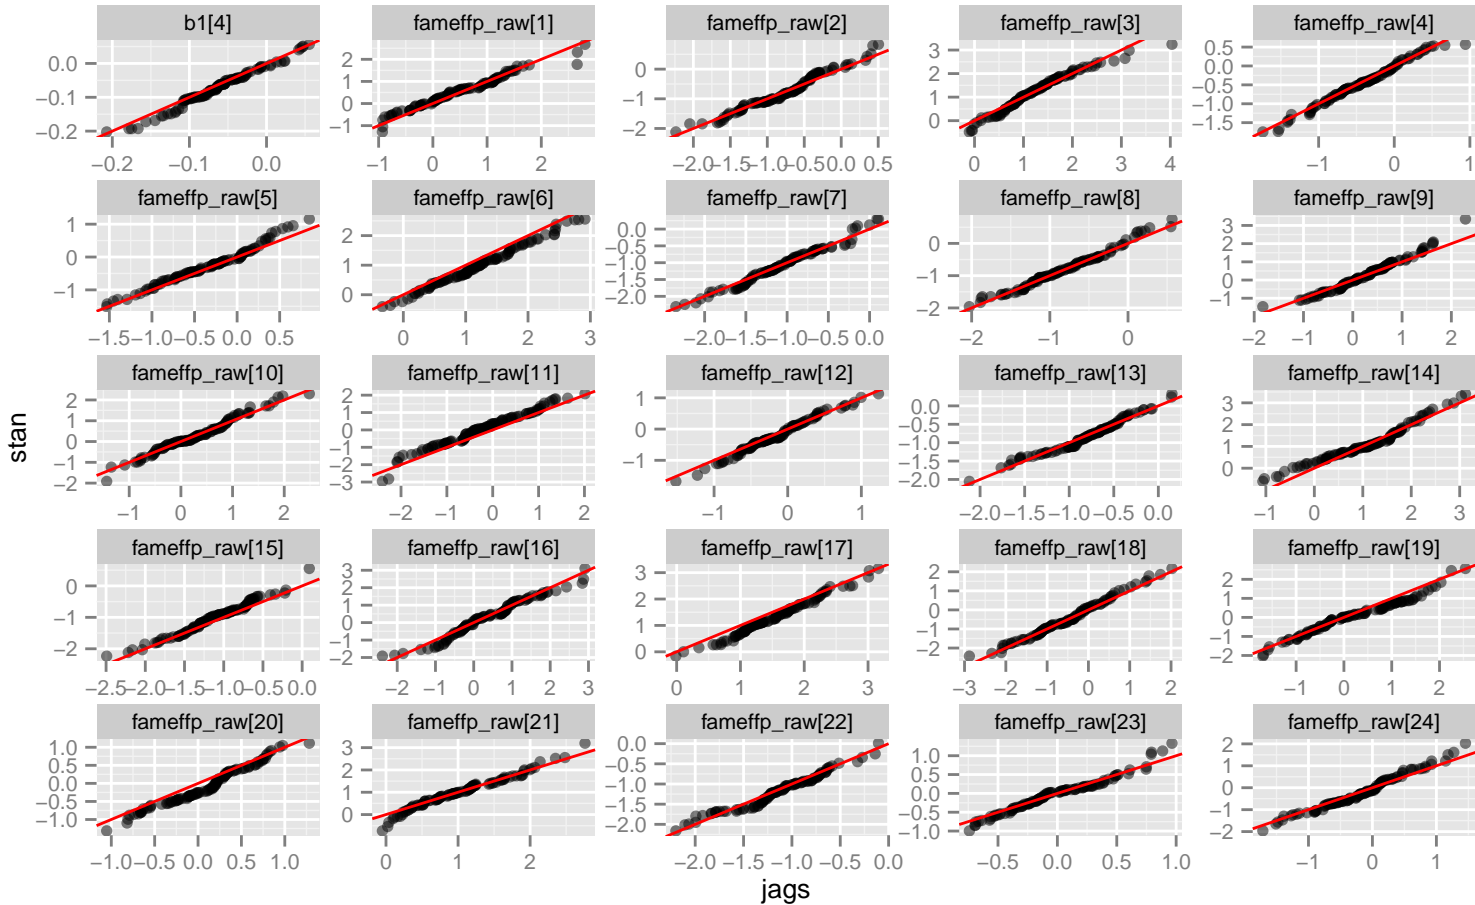 b1[4] fameffp_raw[1] fameffp_raw[2] fameffp_raw[3] fameffp_raw[4]
0.0 −0.1 −0.2
2 1 0 −1
0 −1 −2
3 2 1 0
0.5 0.0 −0.5 −1.0 −1.5
−0.2 −0.1 0.0
−1 0 1 2
−2.0 −1.5 −1.0 −0.5 0.0 0.5
0 1 2 3 4
−1 0 1
fameffp_raw[5] fameffp_raw[6] fameffp_raw[7] fameffp_raw[8] fameffp_raw[9]
1 0 −1
2 1 0
0.0 −0.5 −1.0 −1.5 −2.0
0 −1 −2
3 2 1 0 −1
−1.5 −1.0 −0.5 0.0 0.5
0 1 2 3
−2.0 −1.5 −1.0 −0.5 0.0
−2 −1 0
−2 −1 0 1 2
fameffp_raw[10] fameffp_raw[11] fameffp_raw[12] fameffp_raw[13] fameffp_raw[14]
2 1 0 −1 −2
2 1 0 −1 −2 −3
1 0 −1
0.0 −0.5 −1.0 −1.5 −2.0
3 2 1 0
−1 0 1 2
−2 −1 0 1 2
−1 0 1
−2.0 −1.5 −1.0 −0.5 0.0
−1 0 1 2 3
stan
fameffp_raw[15] fameffp_raw[16] fameffp_raw[17] fameffp_raw[18] fameffp_raw[19]
0 −1 −2
3 2 1 0 −1 −2
3 2 1 0
2 1 0 −1 −2
2 1 0 −1 −2
−2.5 −2.0 −1.5 −1.0 −0.5 0.0
−2 −1 0 1 2 3
0 1 2 3
−3 −2 −1 0 1 2
−1 0 1 2
fameffp_raw[20] fameffp_raw[21] fameffp_raw[22] fameffp_raw[23] fameffp_raw[24]
1.0 0.5 0.0 −0.5 −1.0
3 2 1 0
0.0 −0.5 −1.0 −1.5 −2.0
1.0 0.5 0.0 −0.5 −1.0
2 1 0 −1 −2
−1.0 −0.5 0.0 0.5 1.0
0 1 2
−2.0 −1.5 −1.0 −0.5 0.0
−0.5 0.0 0.5 1.0
−1 0 1
jags